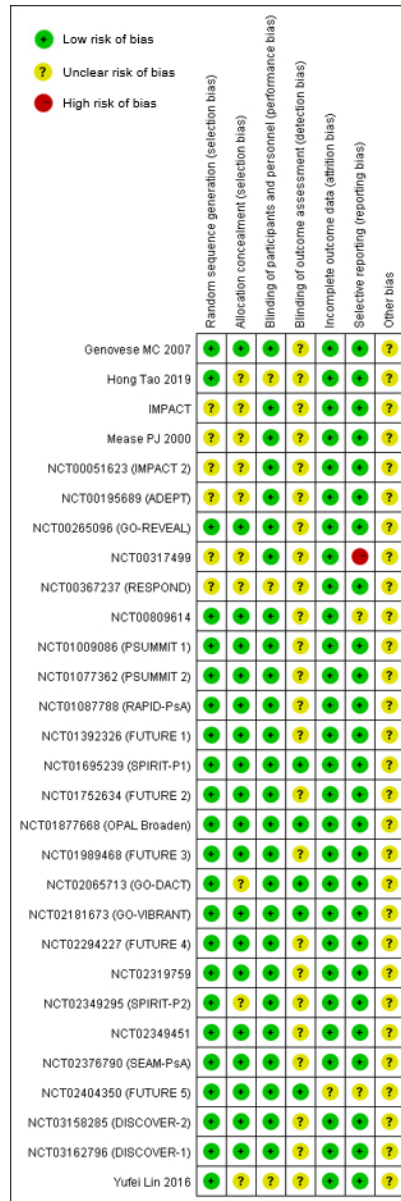 Low risk of bias
Unclear risk of bias
High risk of bias
Random sequence generation (selection bias)
Allocation concealment (selection bias)
Blinding of participants and personnel (performance bias)
Blinding of outcome assessment (detection bias)
Incomplete outcome data (attrition bias)
Selective reporting (reporting bias)
Other bias
Genovese MC 2007 + + + ? + + ?
Hong Tao 2019 + ? ? ? + + ?
IMPACT ? ? + ? + + ?
Mease PJ 2000 ? ? + ? + + ?
NCT00051623 (IMPACT 2) ? ? + ? + + ?
NCT00195689 (ADEPT) ? ? + ? + + ?
NCT00265096 (GO-REVEAL) + + + ? + + ?
NCT00317499 ? ? + ? + - ?
NCT00367237 (RESPOND) ? ? ? ? + + ?
NCT00809614 + + + ? + ? ?
NCT01009086 (PSUMMIT 1) + + + ? + + ?
NCT01077362 (PSUMMIT 2) + + + ? + + ?
NCT01087788 (RAPID-PsA) + + + ? + + ?
NCT01392326 (FUTURE 1) + + + ? + + ?
NCT01695239 (SPIRIT-P1) + + + + + + ?
NCT01752634 (FUTURE 2) + + + ? + + ?
NCT01877668 (OPAL Broaden) + + + + + + ?
NCT01989468 (FUTURE 3) + + + ? + + ?
NCT02065713 (GO-DACT) + ? + + + + ?
NCT02181673 (GO-VIBRANT) + + + + + + ?
NCT02294227 (FUTURE 4) + + + ? + + ?
NCT02319759 + + + ? + + ?
NCT02349295 (SPIRIT-P2) + ? + ? + + ?
NCT02349451 + + + ? + + ?
NCT02376790 (SEAM-PsA) + + + ? + + ?
NCT02404350 (FUTURE 5) + + + + ? ? ?
NCT03158285 (DISCOVER-2) + + + ? + + ?
NCT03162796 (DISCOVER-1) + + + ? + + ?
Yufei Lin 2016 + ? ? ? + + ?